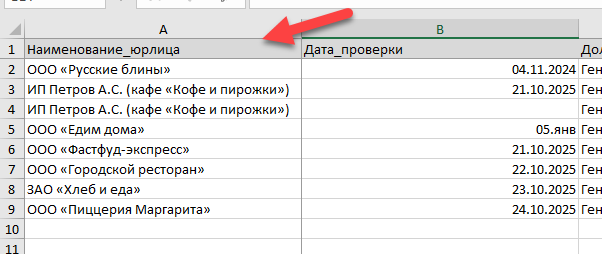 A B
1 Наименование_юрлица Дата_проверки Дол
2 ООО «Русские блины» 04.11.2024 Ген
3 ИП Петров А.С. (кафе «Кофе и пирожки») 21.10.2025 Ген
4 ИП Петров А.С. (кафе «Кофе и пирожки») Ген
5 ООО «Едим дома» 05.янв Ген
6 ООО «Фастфуд-экспресс» 21.10.2025 Ген
7 ООО «Городской ресторан» 22.10.2025 Ген
8 ЗАО «Хлеб и еда» 23.10.2025 Ген
9 ООО «Пиццерия Маргарита» 24.10.2025 Ген
10
11